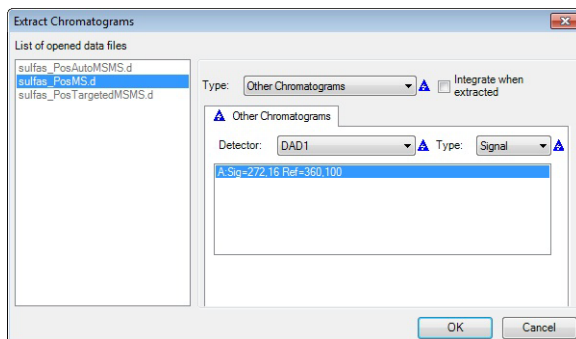 Extract Chromatograms
List of opened data files
sulfas_PosAutoMSMS.d
sulfas_PosMS.d
sulfas_PosTargetedMSMS.d
Type: Other Chromatograms
Integrate when
extracted
Other Chromatograms
Detector: DAD1 Type: Signal
A:Sig=272,16 Ref=360,100
OK Cancel